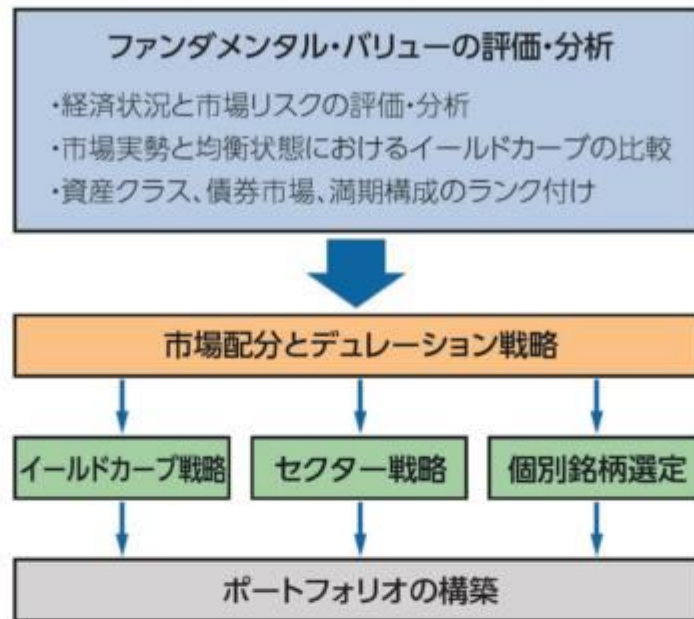 ファンダメンタル・バリューの評価・分析
・経済状況と市場リスクの評価・分析
・市場実勢と均衡状態におけるイールドカーブの比較
・資産クラス、債券市場、満期構成のランク付け
市場配分とデュレーション戦略
イールドカーブ戦略
セクター戦略
個別銘柄選定
ポートフォリオの構築